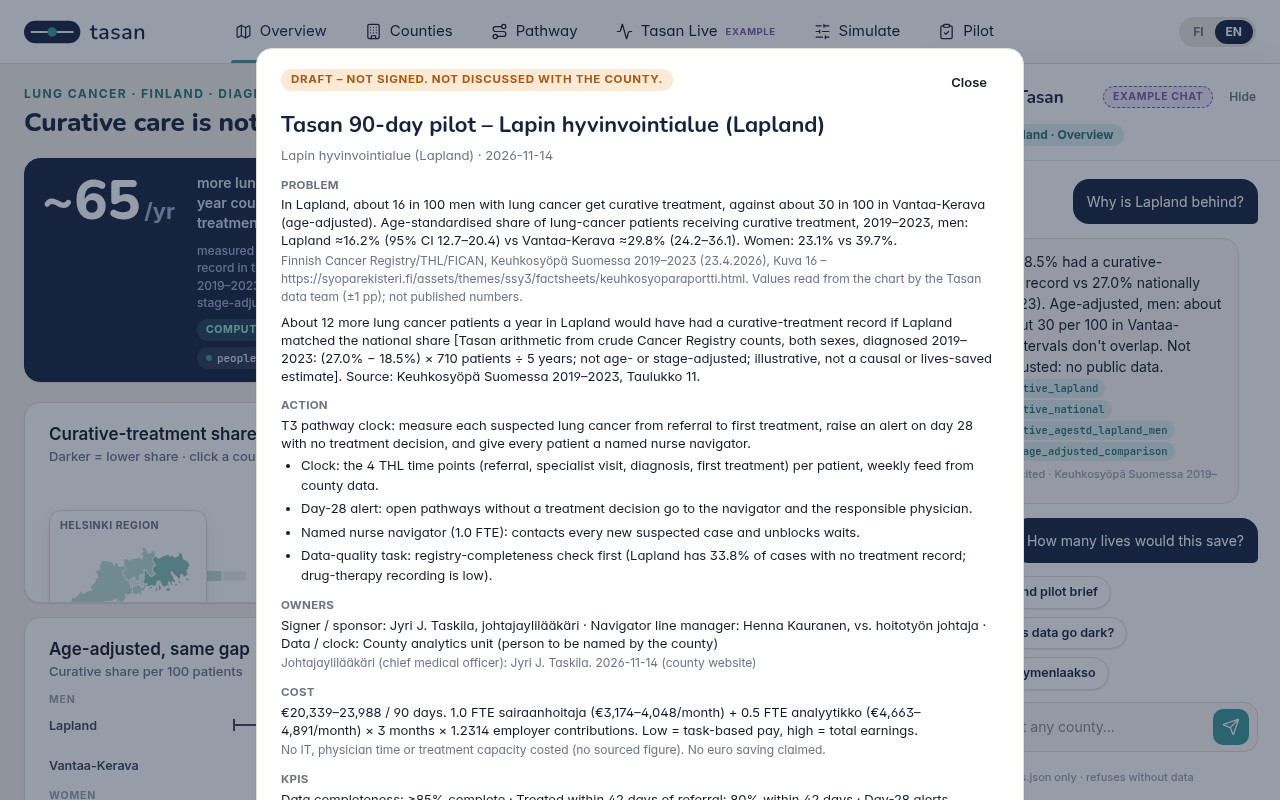 tasan
Overview
Counties
Pathway
Tasan Live EXAMPLE
Simulate
Pilot
FI
EN
LUNG CANCER · FINLAND ·
Curative care is not
~65 /yr
more
year
measured
record in
DRAFT – NOT SIGNED. NOT DISCUSSED WITH THE COUNTY.
Close
Tasan 90-day pilot – Lapin hyvinvointialue (Lapland)
Lapin hyvinvointialue (Lapland) · 2026-11-14
PROBLEM
In Lapland, about 16 in 100 men with lung cancer get curative treatment, against about 30 in 100 in Vantaa-Kerava
(age-adjusted). Age-standardised share of lung-cancer patients receiving curative treatment, 2019–2023, men:
Lapland ≈16.2% (95% CI 12.7–20.4) vs Vantaa-Kerava ≈29.8% (24.2–36.1). Women: 23.1% vs 39.7%.
Finnish Cancer Registry/THL/FICAN, Keuhkosyöpä Suomessa 2019–2023 (23.4.2026), Kuva 16 –
https://syoparekisteri.fi/assets/themes/ssy3/factsheets/keuhkosyoparaportti.html. Values read from the chart by the Tasan
data team (±1 pp); not published numbers.
About 12 more lung cancer patients a year in Lapland would have had a curative-treatment record if Lapland
matched the national share [Tasan arithmetic from crude Cancer Registry counts, both sexes, diagnosed 2019–
2023: (27.0% − 18.5%) × 710 patients ÷ 5 years; not age- or stage-adjusted; illustrative, not a causal or lives-saved
estimate]. Source: Keuhkosyöpä Suomessa 2019–2023, Taulukko 11.
ACTION
T3 pathway clock: measure each suspected lung cancer from referral to first treatment, raise an alert on day 28
with no treatment decision, and give every patient a named nurse navigator.
• Clock: the 4 THL time points (referral, specialist visit, diagnosis, first treatment) per patient, weekly feed from
county data.
• Day-28 alert: open pathways without a treatment decision go to the navigator and the responsible physician.
• Named nurse navigator (1.0 FTE): contacts every new suspected case and unblocks waits.
• Data-quality task: registry-completeness check first (Lapland has 33.8% of cases with no treatment record;
drug-therapy recording is low).
OWNERS
Signer / sponsor: Jyri J. Taskila, johtajaylilääkäri · Navigator line manager: Henna Kauranen, vs. hoitotyön johtaja ·
Data / clock: County analytics unit (person to be named by the county)
Johtajaylilääkäri (chief medical officer): Jyri J. Taskila. 2026-11-14 (county website)
COST
€20,339–23,988 / 90 days. 1.0 FTE sairaanhoitaja (€3,174–4,048/month) + 0.5 FTE analyytikko (€4,663–
4,891/month) × 3 months × 1.2314 employer contributions. Low = task-based pay, high = total earnings.
No IT, physician time or treatment capacity costed (no sourced figure). No euro saving claimed.
KPIS
Data completeness: ≥85% complete · Treated within 42 days of referral: 80% within 42 days · Day-28 alerts
Curative-treatment share
Darker = lower share · click a
HELSINKI REGION
Age-adjusted, same gap
Curative share per 100 patients
MEN
Lapland
Vantaa-Kerava
WOMEN
Tasan
EXAMPLE CHAT
Hide
· Overview
Why is Lapland behind?
8.5% had a curative-
record vs 27.0% nationally
Age-adjusted, men: about
30 per 100 in Vantaa-
don't overlap. Not
no public data.
cited · Keuhkosyöpä Suomessa 2019–
How many lives would this save?
pilot brief
data go dark?
any county...
only · refuses without data